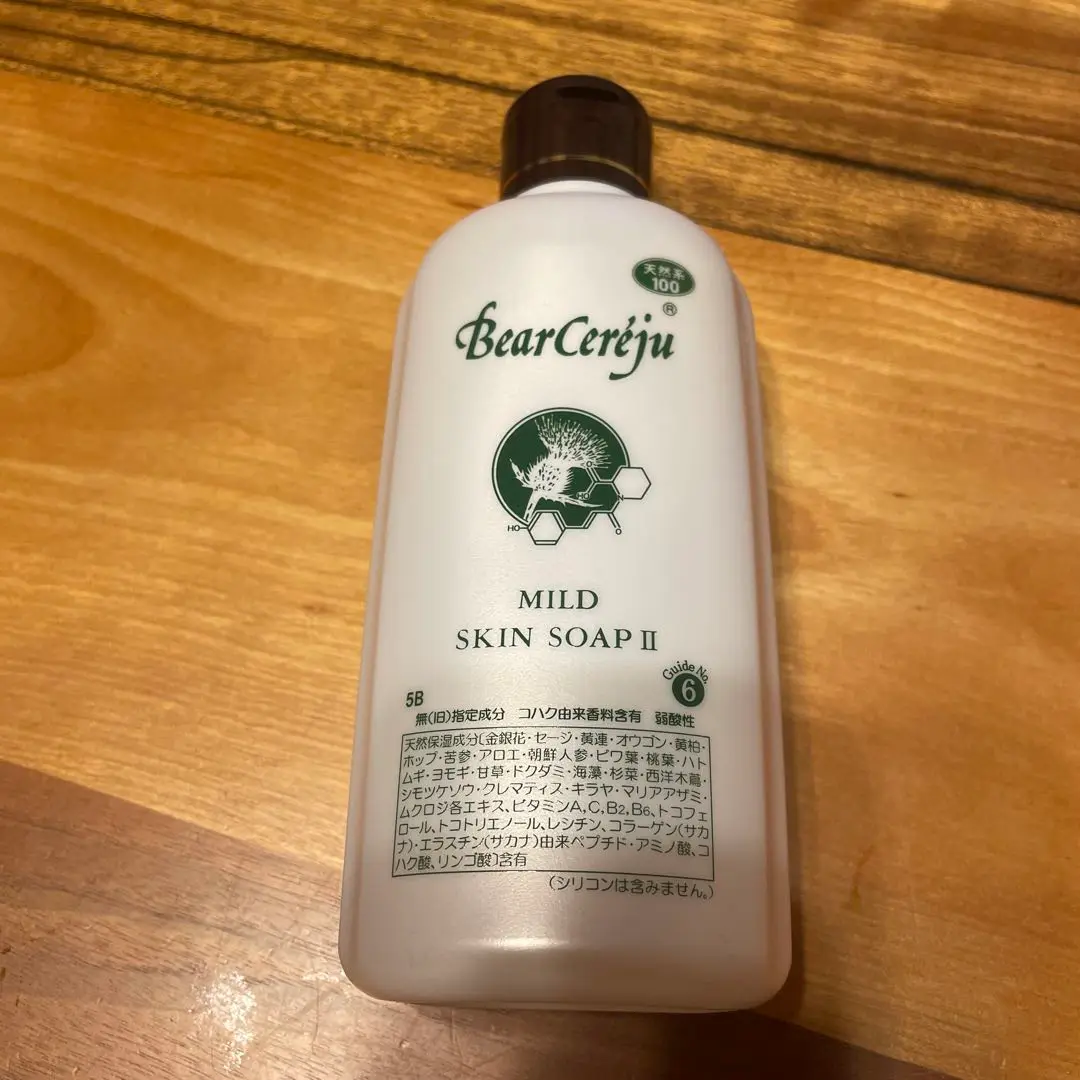 天然系
100
BearCeréju®
HO
O
MILD
SKIN SOAP Ⅱ
Guide No.
6
5B
無(旧)指定成分 コハク由来香料含有 弱酸性
天然保湿成分〔金銀花・セージ・黄連・オウゴン・黄柏・
ホップ・苦参・アロエ・朝鮮人参・ビワ葉・桃葉・ハト
ムギ・ヨモギ・甘草・ドクダミ・海藻・杉菜・西洋木蔦・
シモツケソウ・クレマティス・キラヤ・マリアアザミ・
ムクロジ各エキス、ビタミンA,C,B2,B6、トコフェ
ロール、トコトリエノール、レシチン、コラーゲン(サカ
ナ)・エラスチン(サカナ)由来ペプチド・アミノ酸、コ
ハク酸、リンゴ酸〕含有
(シリコンは含みません。)